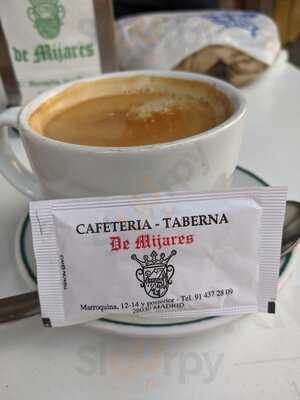 de Mijares
CAFETERIA - TABERNA
De Mijares
Marroquina, 12-14 y posterior - Tel. 91 437 28 09
28030 MADRID